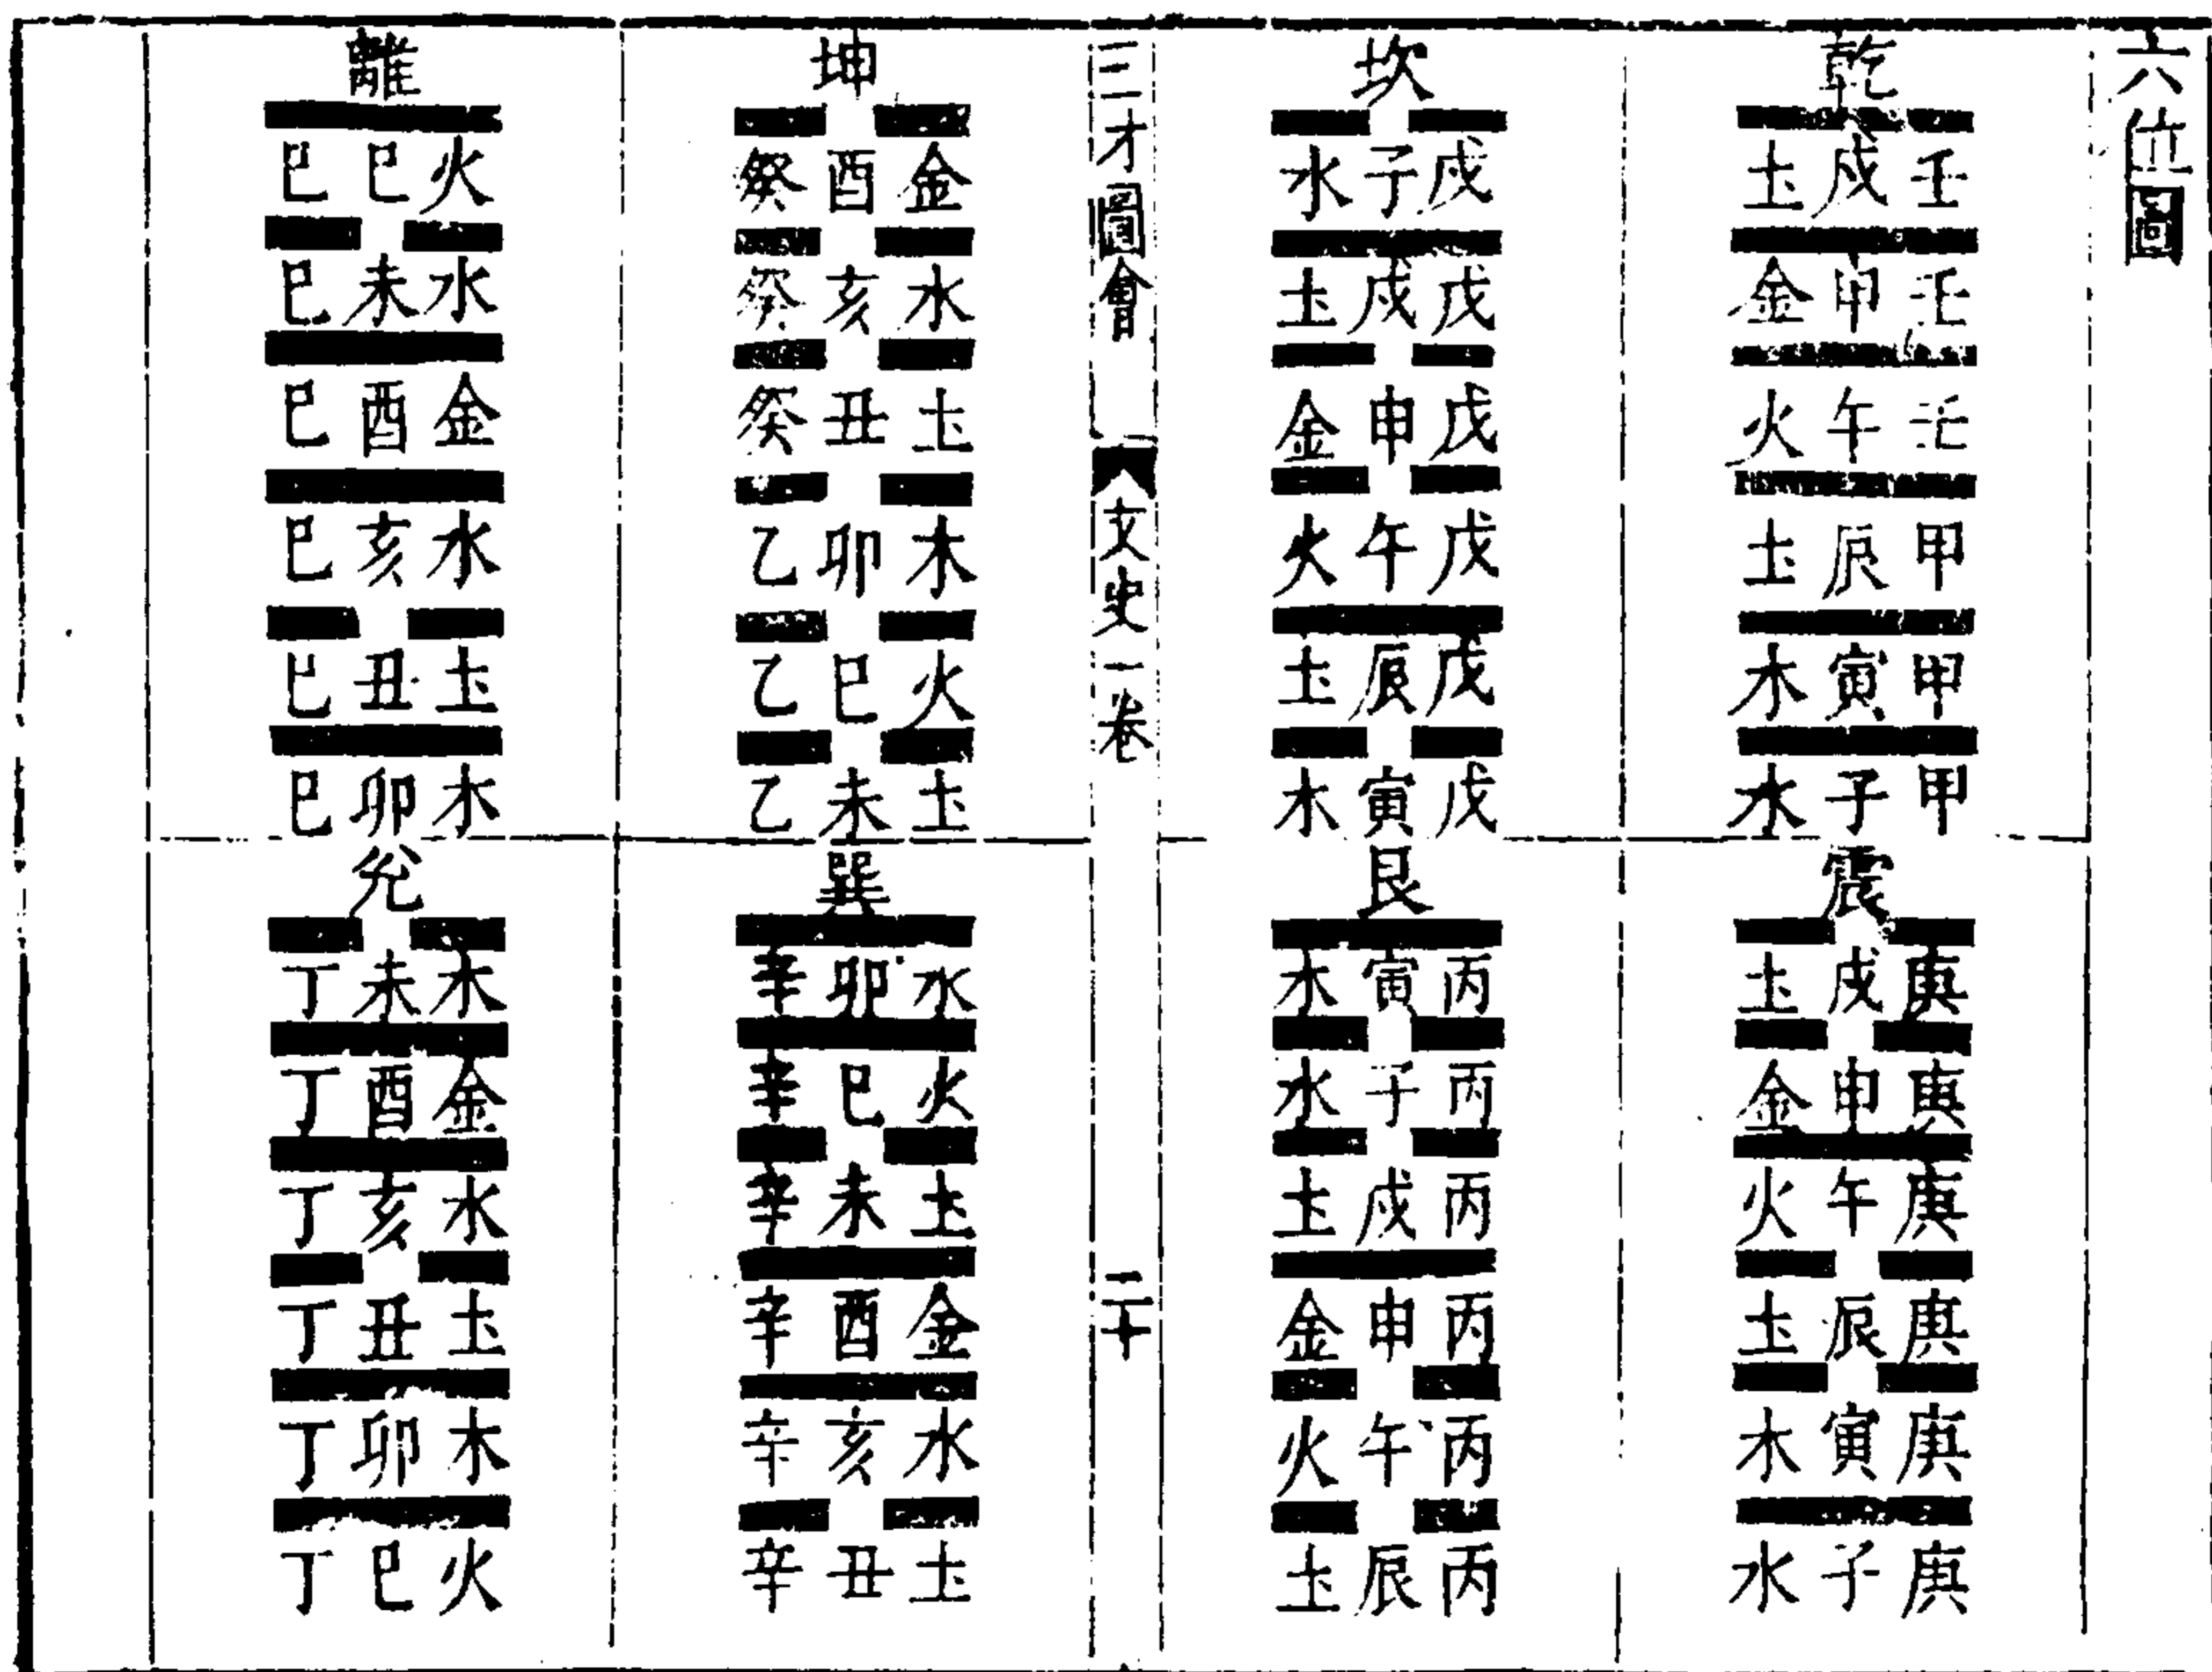 六位圖
乾
壬戌土
壬甲金
壬午火
甲辰土
甲寅木
甲子水
震
庚戌土
庚申金
庚午火
庚辰土
庚寅木
庚子水
坎
戊子水
戊戌土
戊申金
戊午火
戊辰土
戊寅木
艮
丙寅木
丙子水
丙戌土
丙申金
丙午火
丙辰土
三才圖會 文史一卷 二十
坤
癸酉金
癸亥水
癸丑土
乙卯木
乙巳火
乙未土
巽
辛卯水
辛巳火
辛未土
辛酉金
辛亥水
辛丑土
離
巳巳火
巳未水
巳酉金
巳亥水
巳丑土
巳卯木
兊
丁未木
丁酉金
丁亥水
丁丑土
丁卯木
丁巳火